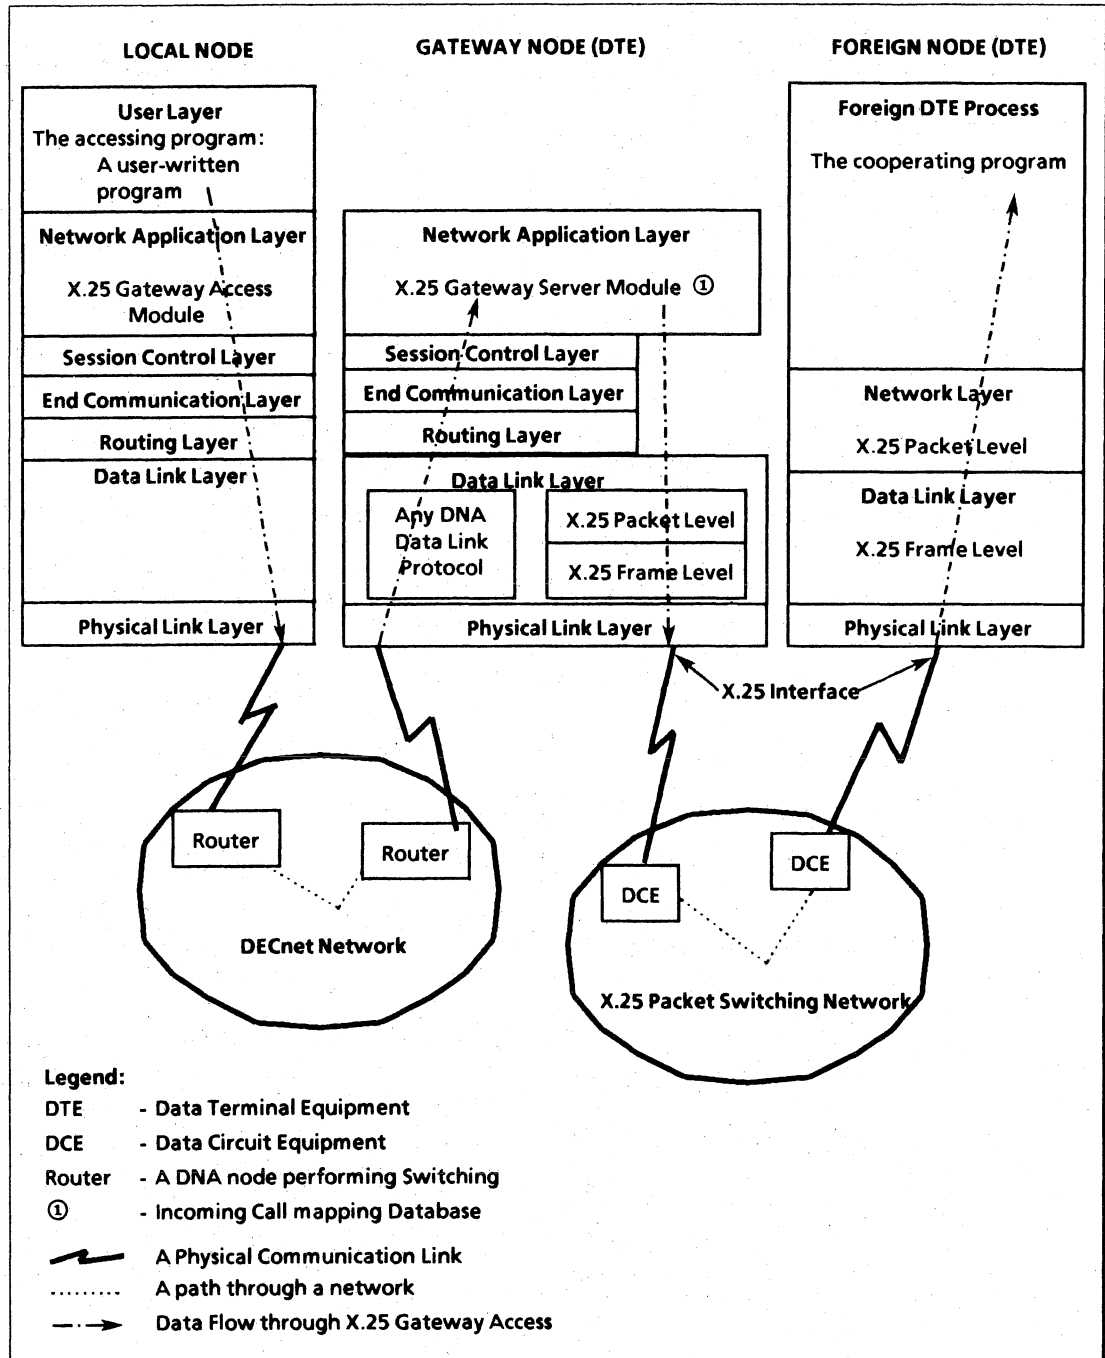 LOCAL NODE
GATEWAY NODE (DTE)
FOREIGN NODE (DTE)
User Layer
The accessing program:
A user-written
program
Network Application Layer
X.25 Gateway Access
Module
Session Control Layer
End Communication Layer
Routing Layer
Data Link Layer
Physical Link Layer
Network Application Layer
X.25 Gateway Server Module ①
Session Control Layer
End Communication Layer
Routing Layer
Data Link Layer
Any DNA
Data Link
Protocol
X.25 Packet Level
X.25 Frame Level
Physical Link Layer
Foreign DTE Process
The cooperating program
Network Layer
X.25 Packet Level
Data Link Layer
X.25 Frame Level
Physical Link Layer
X.25 Interface
Router
Router
DECnet Network
DCE
DCE
X.25 Packet Switching Network
Legend:
DTE - Data Terminal Equipment
DCE - Data Circuit Equipment
Router - A DNA node performing Switching
① - Incoming Call mapping Database
A Physical Communication Link
A path through a network
Data Flow through X.25 Gateway Access